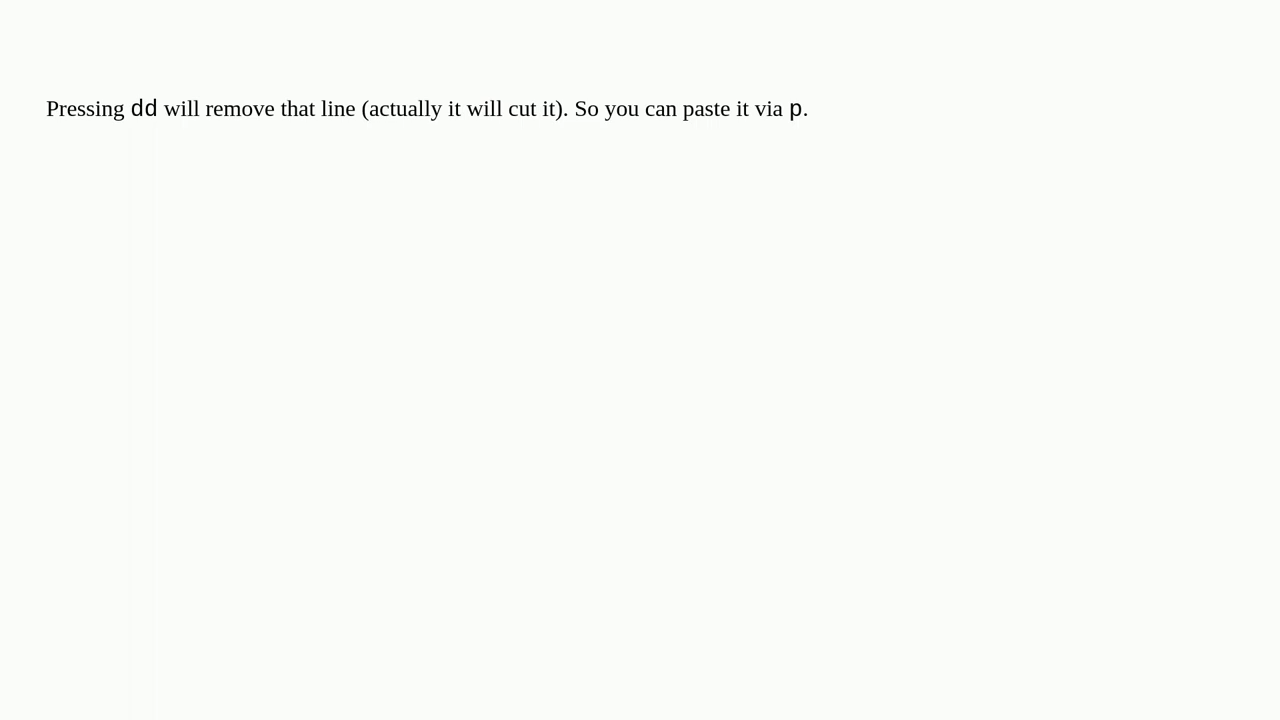 Pressing dd will remove that line (actually it will cut it). So you can paste it via p.